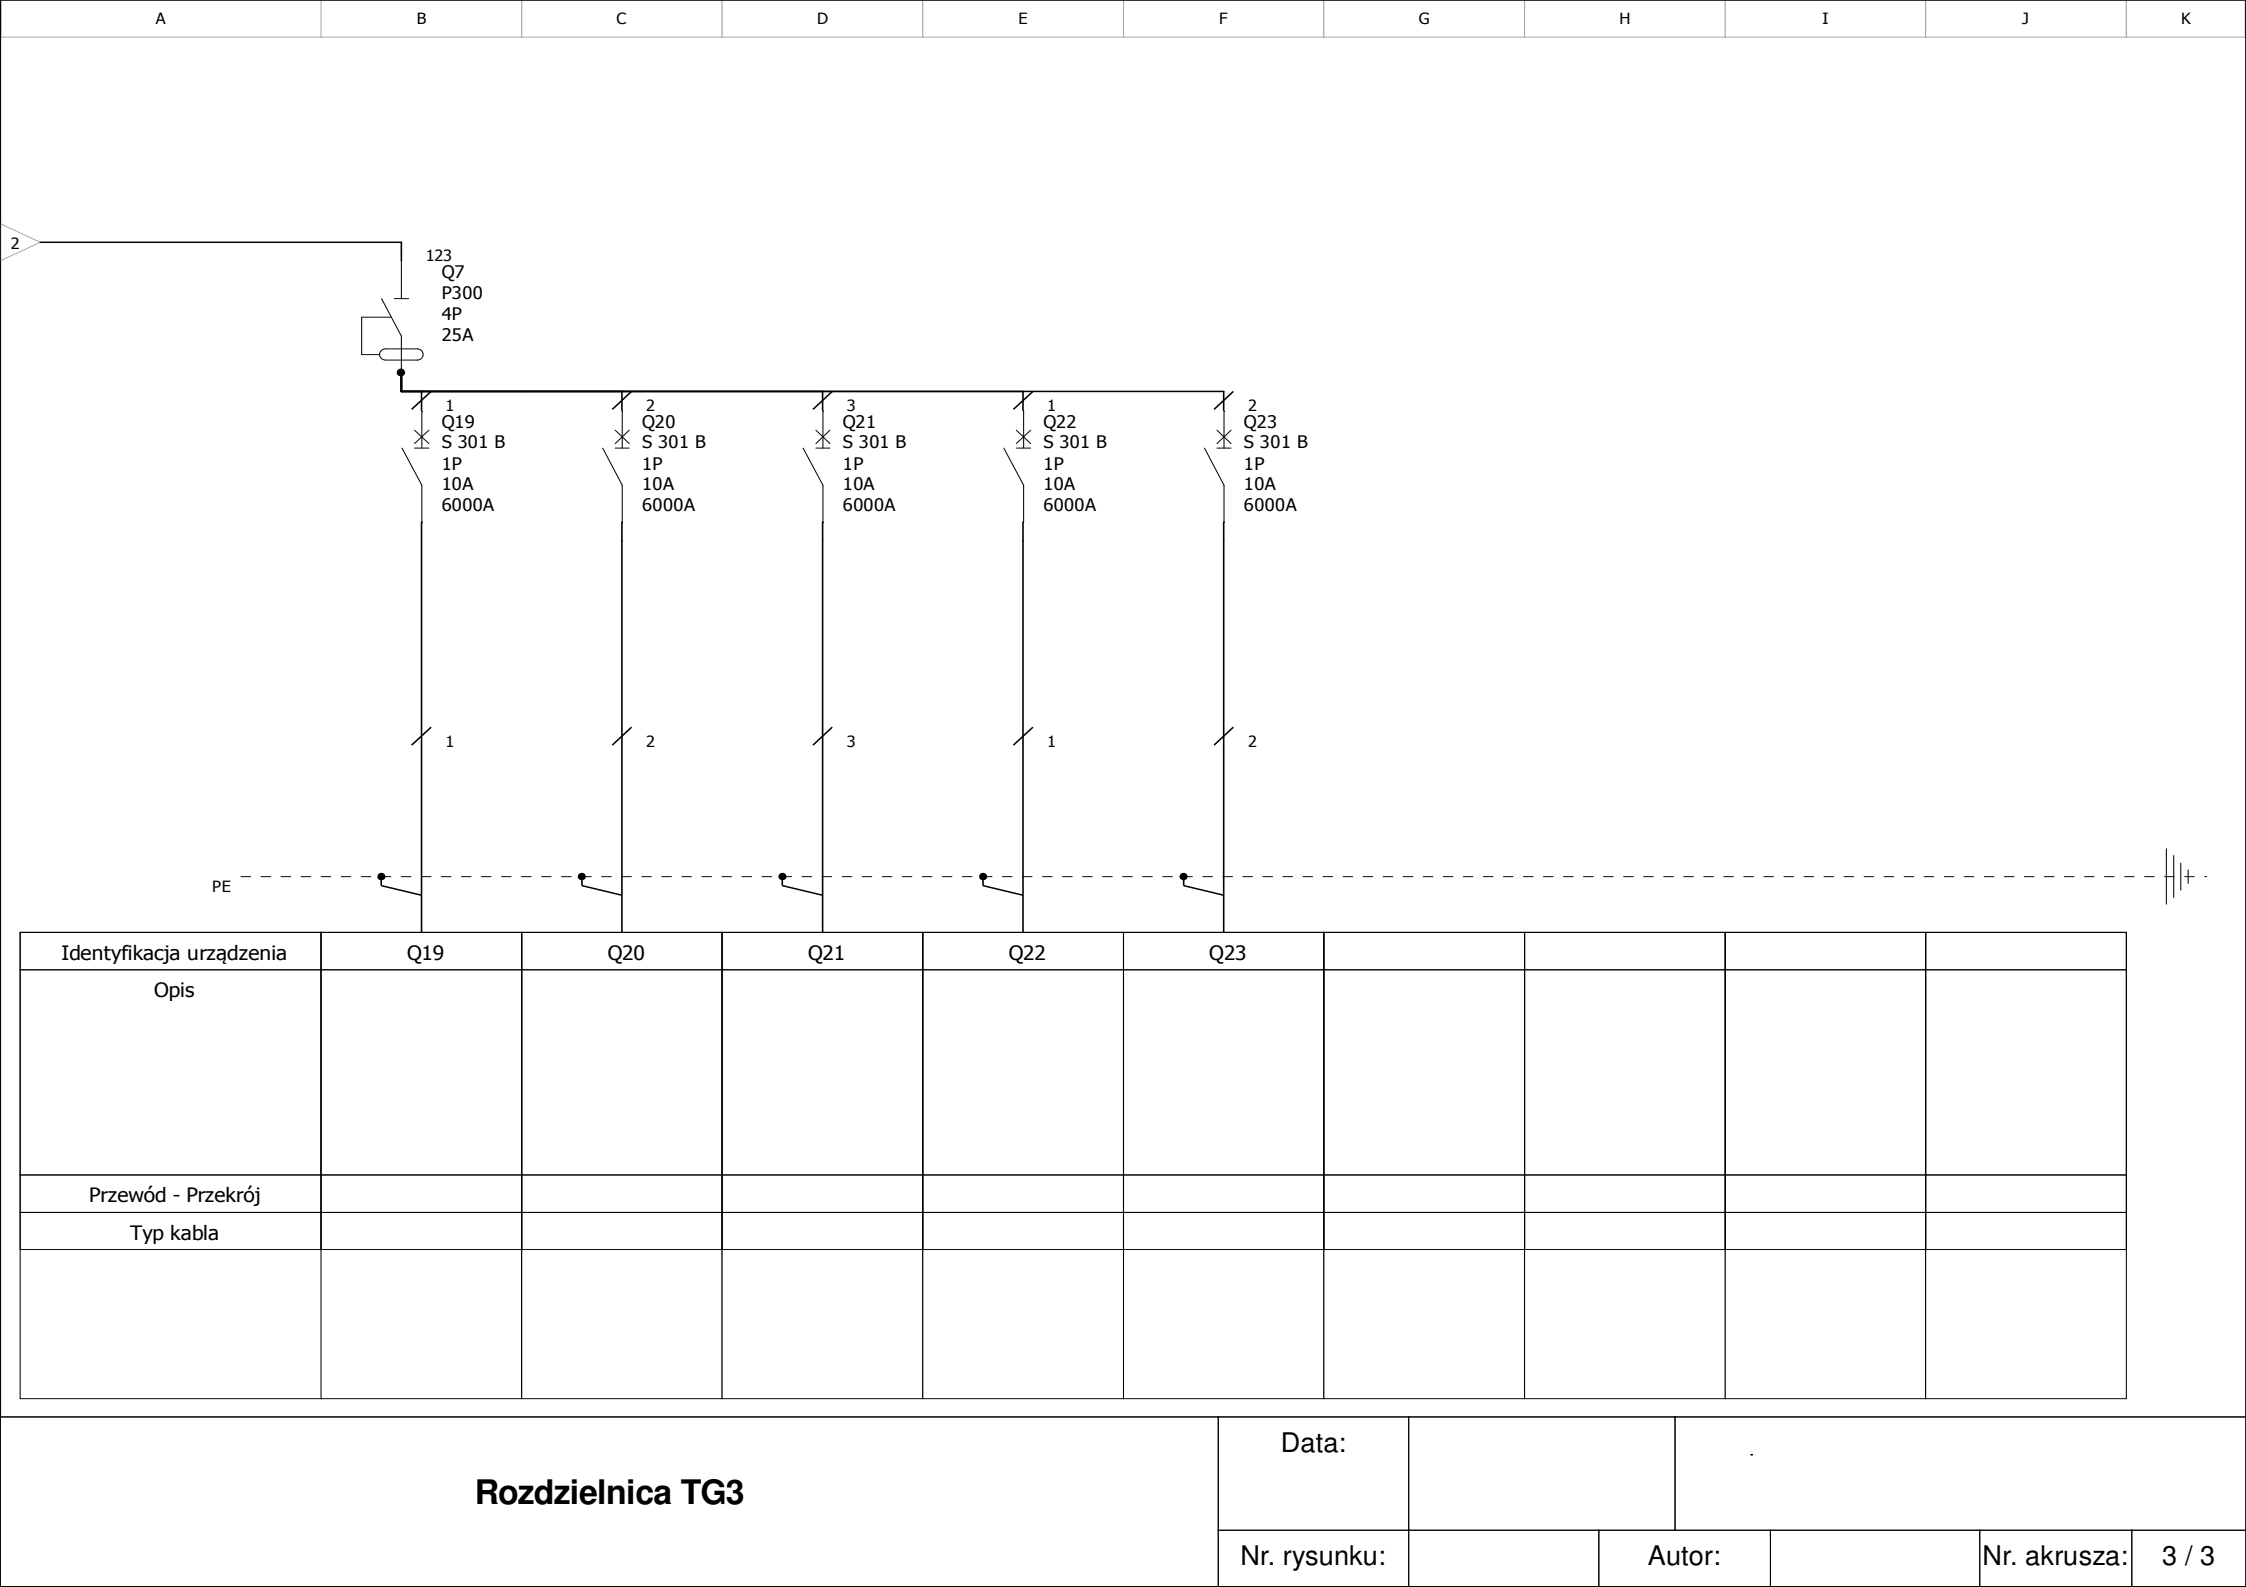 A B C D E F G H I J K
2
123
Q7
P300
4P
25A
1 2 3 1 2
Q19 Q20 Q21 Q22 Q23
S 301 B S 301 B S 301 B S 301 B S 301 B
1P 1P 1P 1P 1P
10A 10A 10A 10A 10A
6000A 6000A 6000A 6000A 6000A
1 2 3 1 2
PE
Identyfikacja urządzenia Q19 Q20 Q21 Q22 Q23
Opis
Przewód - Przekrój
Typ kabla
Data: -
Rozdzielnica TG3
Nr. rysunku: Autor: Nr. akrusza: 3 / 3